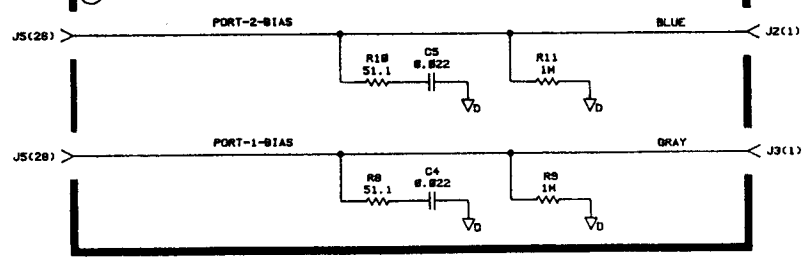 PORT-2-BIAS BLUE
J5(28) J2(1)
R10 C5 R11
51.1 0.022 1M
D D
PORT-1-BIAS GRAY
J5(28) J3(1)
R8 C4 R9
51.1 0.022 1M
D D